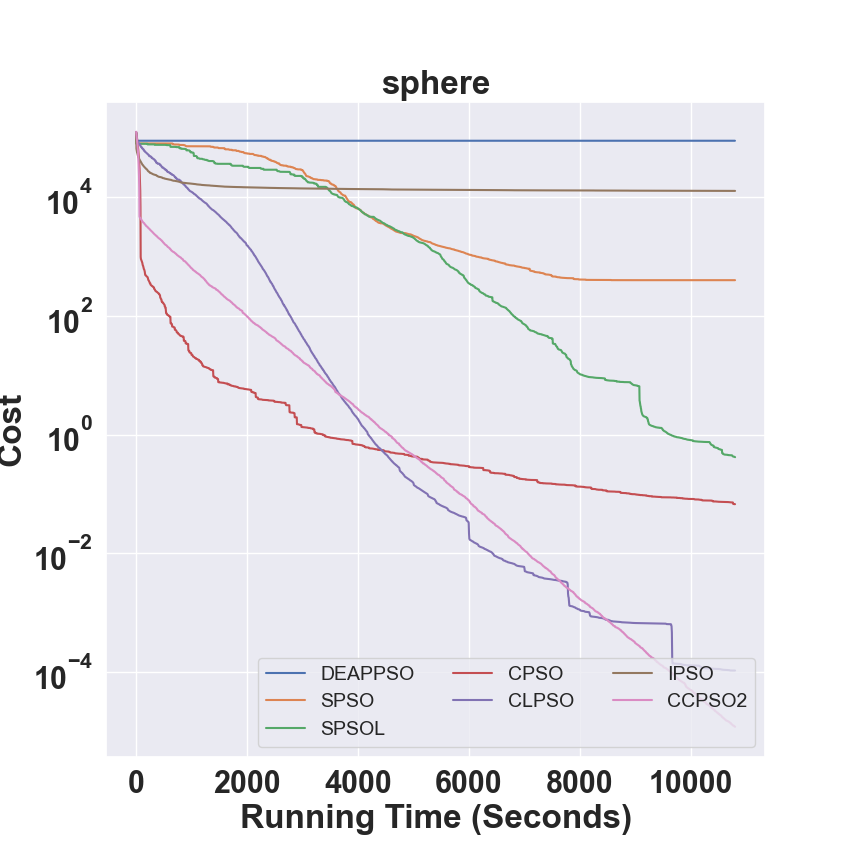 sphere
10^4
10^2
10^0
10^−2
10^−4
Cost
0 2000 4000 6000 8000 10000
Running Time (Seconds)
DEAPPSO CPSO IPSO
SPSO CLPSO CCPSO2
SPSOL